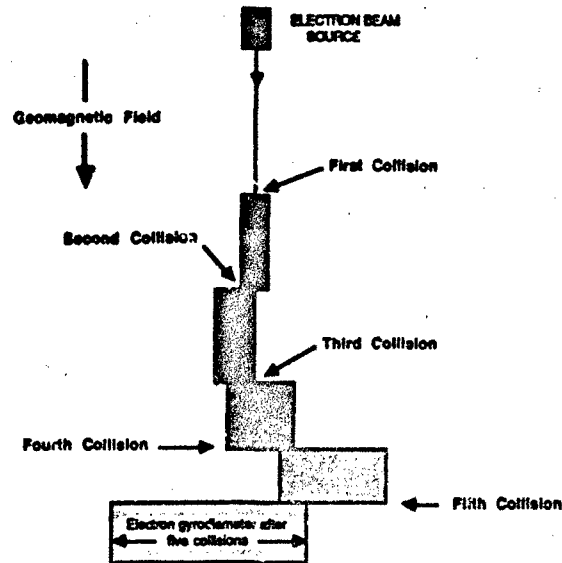 ELECTRON BEAM
SOURCE
Geomagnetic Field
First Collision
Second Collision
Third Collision
Fourth Collision
Fifth Collision
Electron gyrodiameter after
five collisions